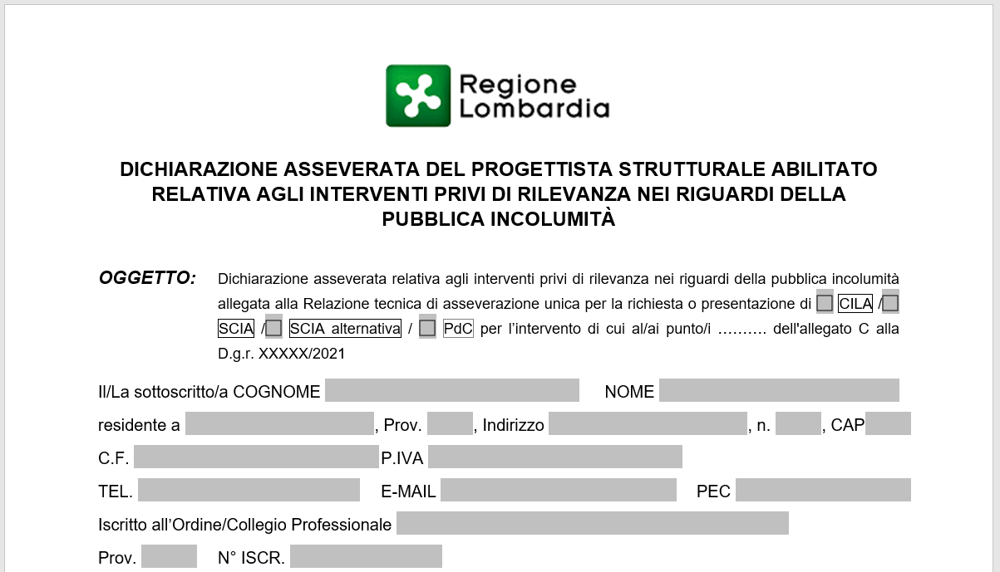 Regione
Lombardia
DICHIARAZIONE ASSEVERATA DEL PROGETTISTA STRUTTURALE ABILITATO
RELATIVA AGLI INTERVENTI PRIVI DI RILEVANZA NEI RIGUARDI DELLA
PUBBLICA INCOLUMITÀ
OGGETTO: Dichiarazione asseverata relativa agli interventi privi di rilevanza nei riguardi della pubblica incolumità
allegata alla Relazione tecnica di asseverazione unica per la richiesta o presentazione di ☐ CILA /☐
SCIA /☐ SCIA alternativa / ☐ PdC per l’intervento di cui al/ai punto/i ………. dell'allegato C alla
D.g.r. XXXXX/2021
Il/La sottoscritto/a COGNOME NOME
residente a , Prov. , Indirizzo , n. , CAP
C.F. P.IVA
TEL. E-MAIL PEC
Iscritto all’Ordine/Collegio Professionale
Prov. N° ISCR.